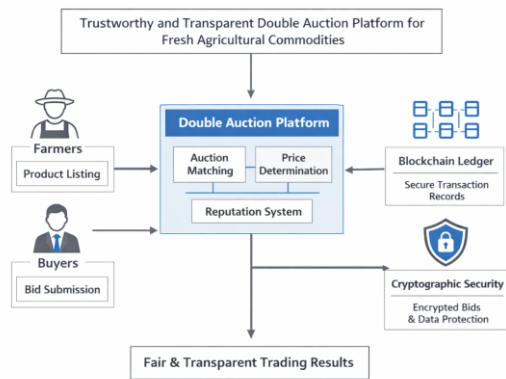 Trustworthy and Transparent Double Auction Platform for
Fresh Agricultural Commodities
Double Auction Platform
Auction
Matching
Price
Determination
Reputation System
Farmers
Product Listing
Buyers
Bid Submission
Blockchain Ledger
Secure Transaction
Records
Cryptographic Security
Encrypted Bids
& Data Protection
Fair & Transparent Trading Results